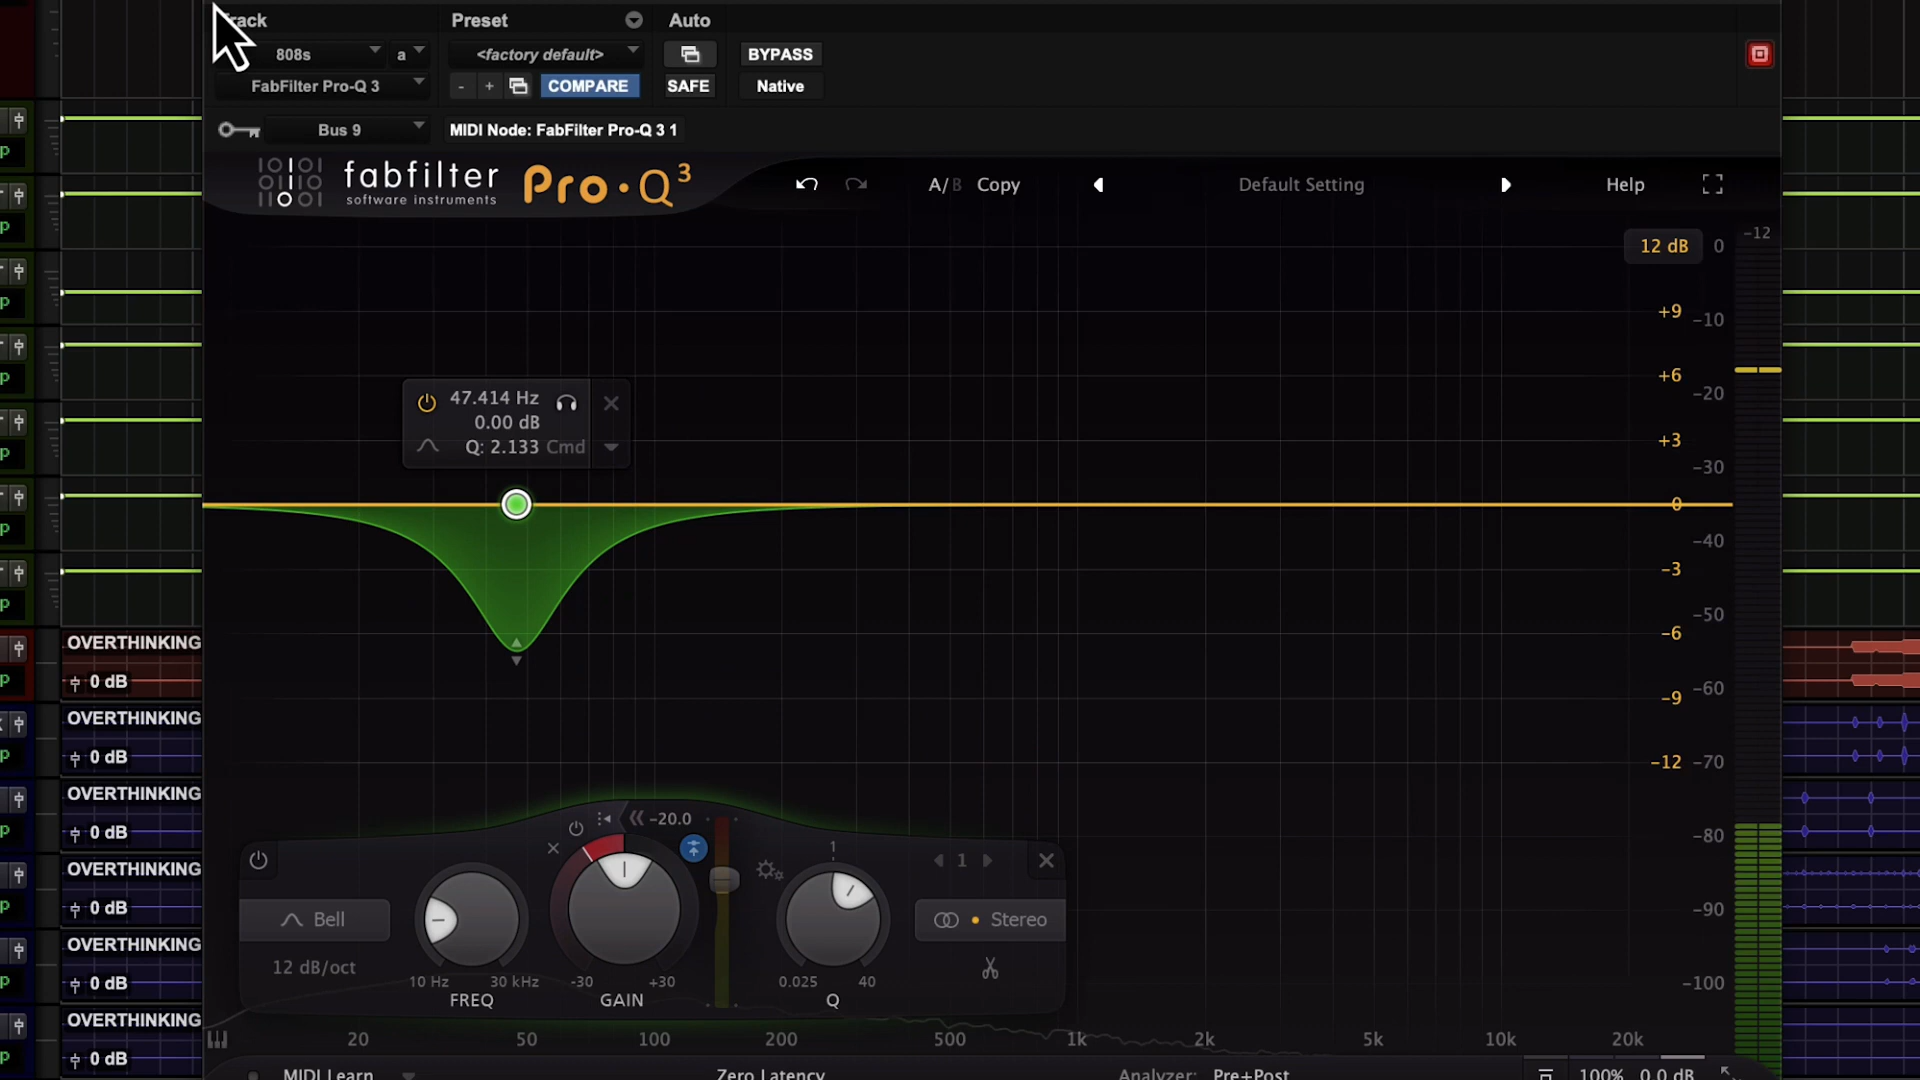 Track
Preset
Auto
808s
a
<factory default>
BYPASS
FabFilter Pro-Q 3
- +
COMPARE
SAFE
Native
Bus 9
MIDI Node: FabFilter Pro-Q 3 1
fabfilter
software instruments
Pro·Q3
A/B
Copy
Default Setting
Help
12 dB
0
-12
+9
-10
+6
-20
+3
-30
0
-40
-3
-50
-6
-60
-9
-12
-70
-80
-90
-100
47.414 Hz
0.00 dB
Q: 2.133 Cmd
OVERTHINKING
0 dB
OVERTHINKING
0 dB
OVERTHINKING
0 dB
OVERTHINKING
0 dB
OVERTHINKING
0 dB
OVERTHINKING
0 dB
-20.0
1
1
Bell
Stereo
12 dB/oct
10 Hz
30 kHz
FREQ
-30
+30
GAIN
0.025
40
Q
20
50
100
200
500
1k
2k
5k
10k
20k
MIDI Learn
Zero Latency
Analyzer: Pre+Post
100%
0.0 dB